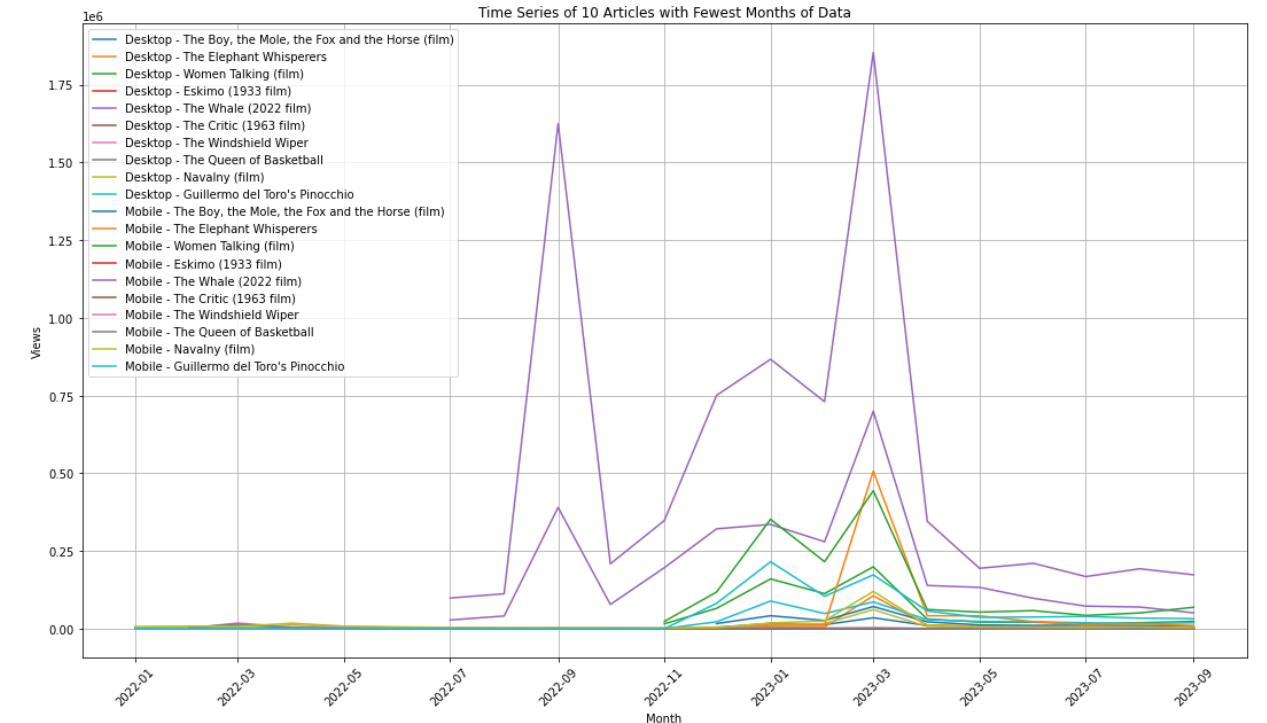 Time Series of 10 Articles with Fewest Months of Data
1e6
Desktop - The Boy, the Mole, the Fox and the Horse (film)
Desktop - The Elephant Whisperers
Desktop - Women Talking (film)
Desktop - Eskimo (1933 film)
Desktop - The Whale (2022 film)
Desktop - The Critic (1963 film)
Desktop - The Windshield Wiper
Desktop - The Queen of Basketball
Desktop - Navalny (film)
Desktop - Guillermo del Toro's Pinocchio
Mobile - The Boy, the Mole, the Fox and the Horse (film)
Mobile - The Elephant Whisperers
Mobile - Women Talking (film)
Mobile - Eskimo (1933 film)
Mobile - The Whale (2022 film)
Mobile - The Critic (1963 film)
Mobile - The Windshield Wiper
Mobile - The Queen of Basketball
Mobile - Navalny (film)
Mobile - Guillermo del Toro's Pinocchio
1.75
1.50
1.25
1.00
0.75
0.50
0.25
0.00
Views
2022-01
2022-03
2022-05
2022-07
2022-09
2022-11
2023-01
2023-03
2023-05
2023-07
2023-09
Month